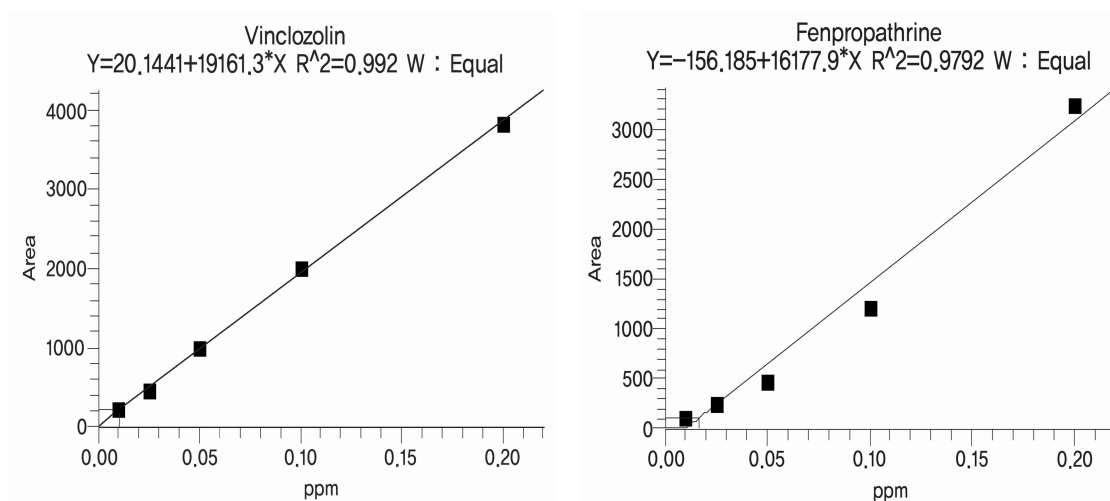 Vinclozolin
Y=20.1441+19161.3*X R^2=0.992 W : Equal
4000
3000
2000
1000
0
Area
0.00
0.05
0.10
0.15
0.20
ppm
Fenpropathrine
Y=-156.185+16177.9*X R^2=0.9792 W : Equal
3000
2500
2000
1500
1000
500
0
Area
0.00
0.05
0.10
0.15
0.20
ppm